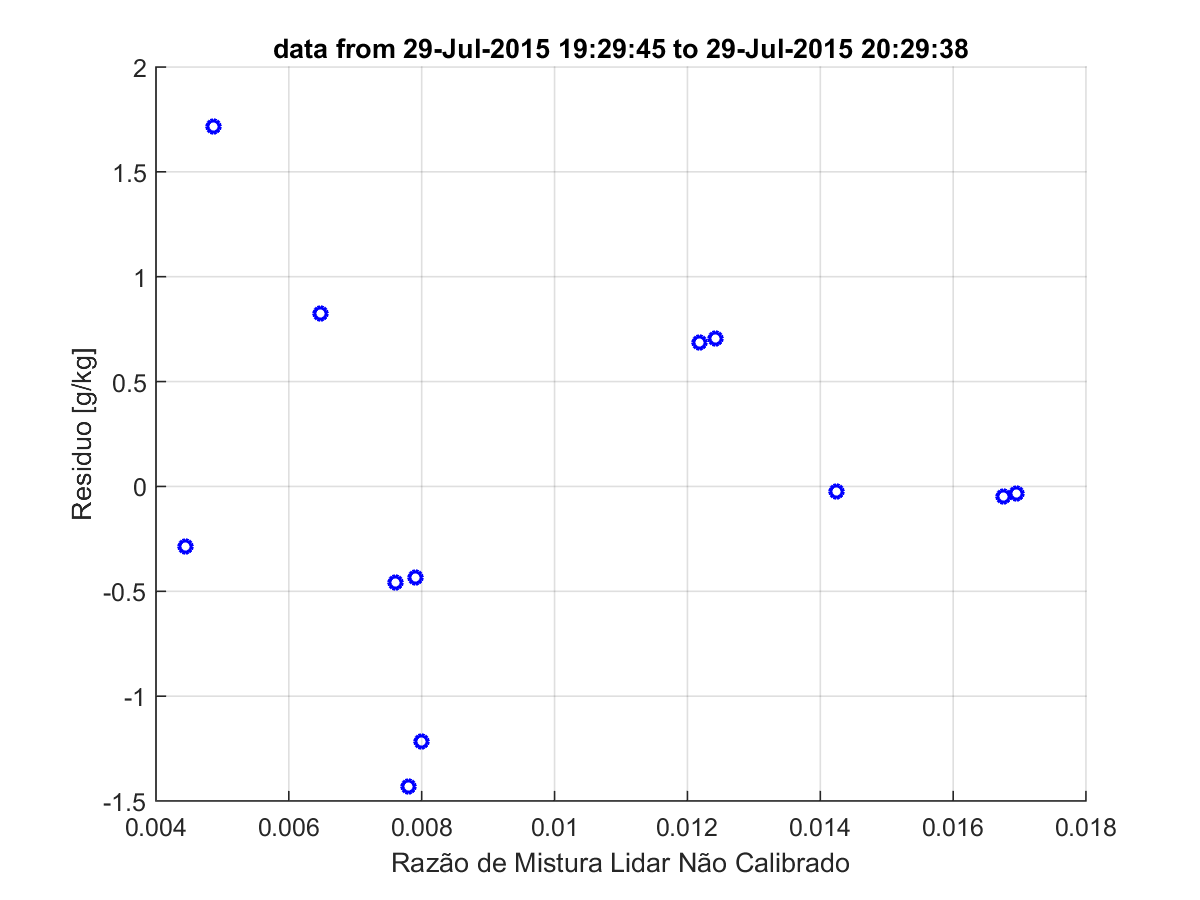 data from 29-Jul-2015 19:29:45 to 29-Jul-2015 20:29:38
2
1.5
1
0.5
0
-0.5
-1
-1.5
Residuo [g/kg]
0.004 0.006 0.008 0.01 0.012 0.014 0.016 0.018
Razão de Mistura Lidar Não Calibrado